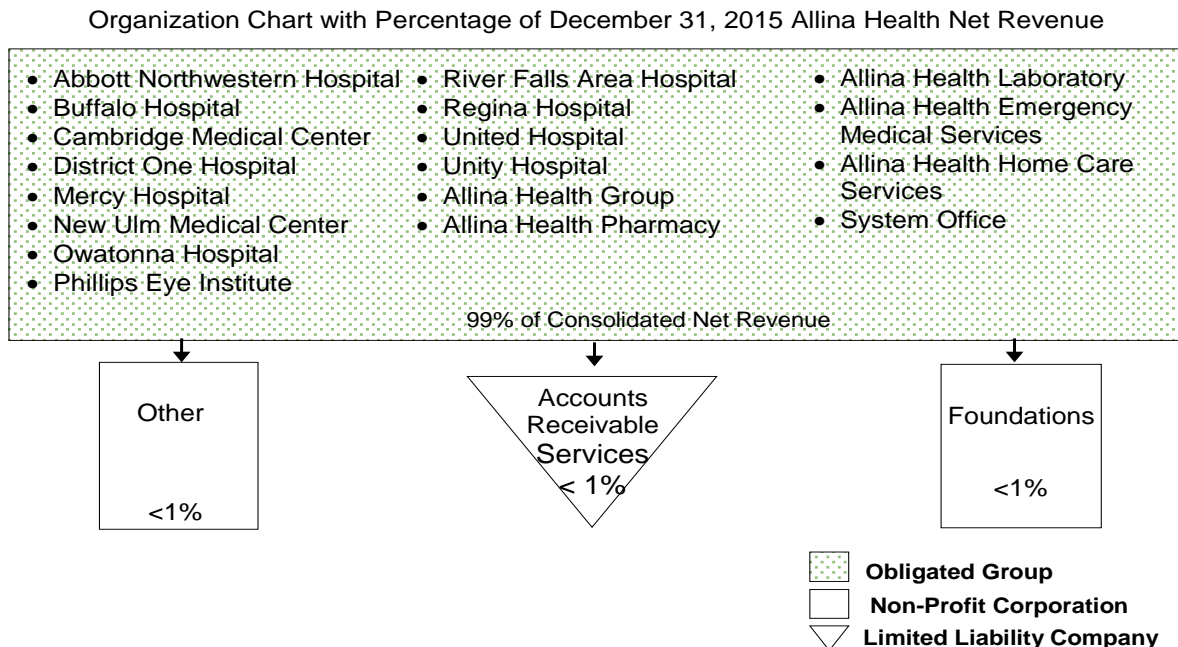 Organization Chart with Percentage of December 31, 2015 Allina Health Net Revenue
• Abbott Northwestern Hospital
• Buffalo Hospital
• Cambridge Medical Center
• District One Hospital
• Mercy Hospital
• New Ulm Medical Center
• Owatonna Hospital
• Phillips Eye Institute
• River Falls Area Hospital
• Regina Hospital
• United Hospital
• Unity Hospital
• Allina Health Group
• Allina Health Pharmacy
• Allina Health Laboratory
• Allina Health Emergency
Medical Services
• Allina Health Home Care
Services
• System Office
99% of Consolidated Net Revenue
Other
<1%
Accounts
Receivable
Services
< 1%
Foundations
<1%
Obligated Group
Non-Profit Corporation
Limited Liability Company